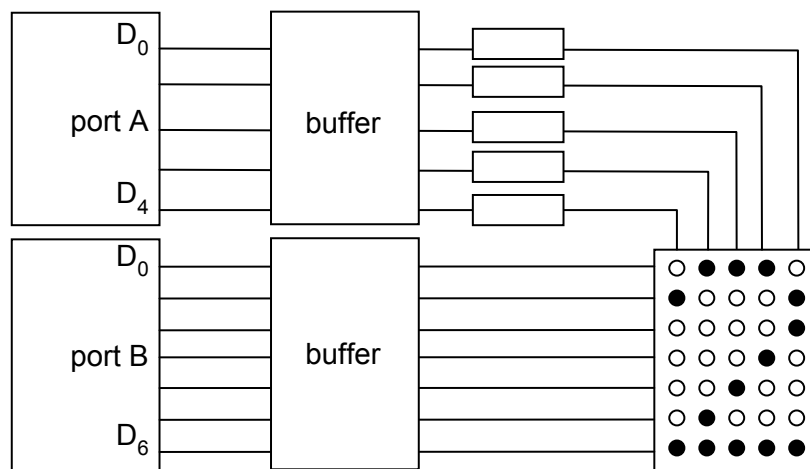 D₀
port A
buffer
D₄
D₀
port B
buffer
D₆